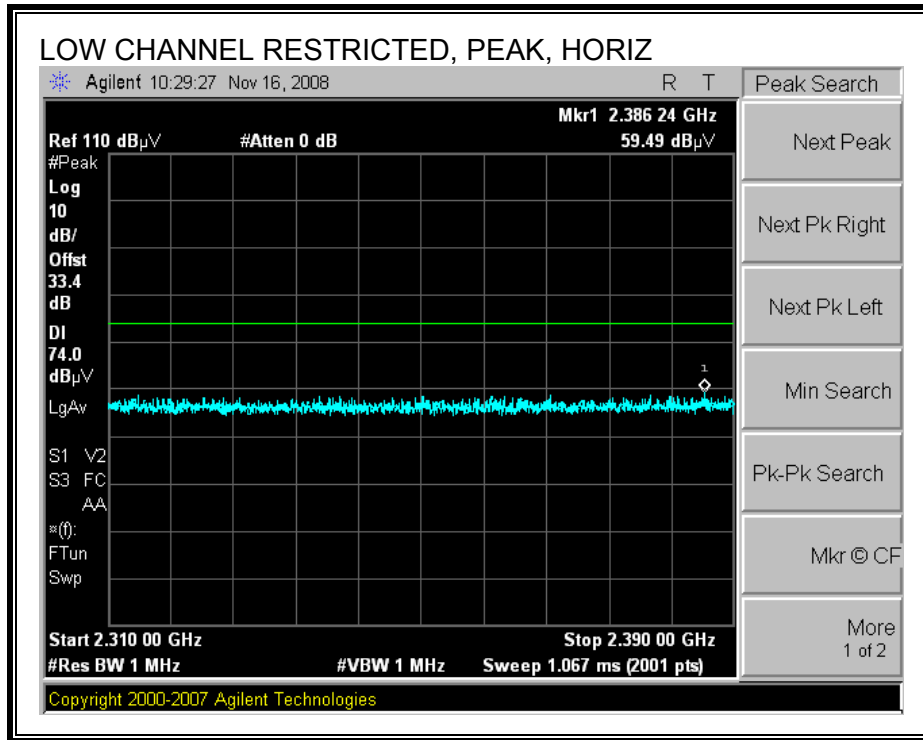 LOW CHANNEL RESTRICTED, PEAK, HORIZ
Agilent 10:29:27 Nov 16, 2008
R T
Peak Search
Mkr1 2.386 24 GHz
Ref 110 dBµV #Atten 0 dB 59.49 dBµV
#Peak
Log
10
dB/
Offst
33.4
dB
DI
74.0
dBµV
LgAv
1
S1 V2
S3 FC
AA
¤(f):
FTun
Swp
Start 2.310 00 GHz Stop 2.390 00 GHz
#Res BW 1 MHz #VBW 1 MHz Sweep 1.067 ms (2001 pts)
Next Peak
Next Pk Right
Next Pk Left
Min Search
Pk-Pk Search
Mkr © CF
More
1 of 2
Copyright 2000-2007 Agilent Technologies